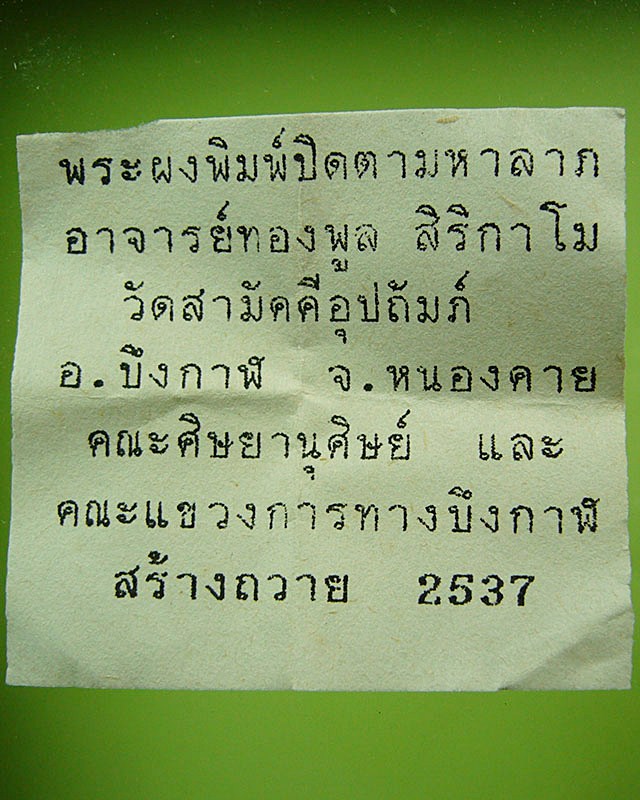 พระผงพิมพ์ปิดตามหาลาภ
อาจารย์ทองพูล สิริกาโม
วัดสามัคคีอุปถัมภ์
อ.บึงกาฬ จ.หนองคาย
คณะศิษยานุศิษย์ และ
คณะแขวงการทางบึงกาฬ
สร้างถวาย 2537